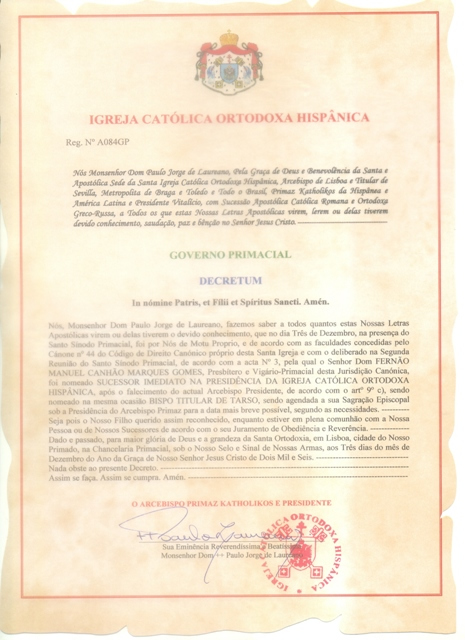 IGREJA CATÓLICA ORTODOXA HISPÂNICA
Reg. Nº A084GP
Nós Monsenhor Dom Paulo Jorge de Laureano, Pela Graça de Deus e Benevolência da Santa e
Apostólica Sede da Santa Igreja Católica Ortodoxa Hispânica, Arcebispo de Lisboa e Titular de
Sevilla, Metropolita de Braga e Toledo e Todo o Brasil, Primaz Katholikos da Hispânea e
América Latina e Presidente Vitalício, com Sucessão Apostólica Católica Romana e Ortodoxa
Greco-Russa, a Todos os que estas Nossas Letras Apostólicas virem, lerem ou delas tiverem
devido conhecimento, saudação, paz e bênção no Senhor Jesus Cristo.
GOVERNO PRIMACIAL
DECRETUM
In nómine Patris, et Filii et Spíritus Sancti. Amén.
Nós, Monsenhor Dom Paulo Jorge de Laureano, fazemos saber a todos quantos estas Nossas Letras
Apostólicas virem ou delas tiverem o devido conhecimento, que no dia Três de Dezembro, na presença do
Santo Sínodo Primacial, foi por Nós de Motu Proprio, e de acordo com as faculdades concedidas pelo
Cânone nº 44 do Código de Direito Canónico próprio desta Santa Igreja e com o deliberado na Segunda
Reunião do Santo Sínodo Primacial, de acordo com a acta Nº 3, pela qual o Senhor Dom FERNÃO
MANUEL CANHÃO MARQUES GOMES, Presbítero e Vigário-Primacial desta Jurisdição Canónica,
foi nomeado SUCESSOR IMEDIATO NA PRESIDÊNCIA DA IGREJA CATÓLICA ORTODOXA
HISPÂNICA, após o falecimento do actual Arcebispo Presidente, de acordo com o artº 9º c), sendo
nomeado na mesma ocasião BISPO TITULAR DE TARSO, sendo agendada a sua Sagração Episcopal
sob a Presidência do Arcebispo Primaz para a data mais breve possível, segundo as necessidades.
Seja pois o Nosso Filho querido assim reconhecido, enquanto estiver em plena comunhão com a Nossa
Pessoa ou de Nossos Sucessores de acordo com o seu Juramento de Obediência e Reverência.
Dado e passado, para maior glória de Deus e a grandeza da Santa Ortodoxia, em Lisboa, cidade do Nosso
Primado, na Chancelaria Primacial, sob o Nosso Selo e Sinal de Nossas Armas, aos Três dias do mês de
Dezembro do Ano da Graça de Nosso Senhor Jesus Cristo de Dois Mil e Seis.
Nada obste ao presente Decreto.
Assim se faça. Assim se cumpra. Amén.
O ARCEBISPO PRIMAZ KATHOLIKOS E PRESIDENTE
Sua Eminência Reverendíssima e Beatíssima
Monsenhor Dom Paulo Jorge de Laureano
IGREJA CATÓLICA ORTODOXA HISPÂNICA